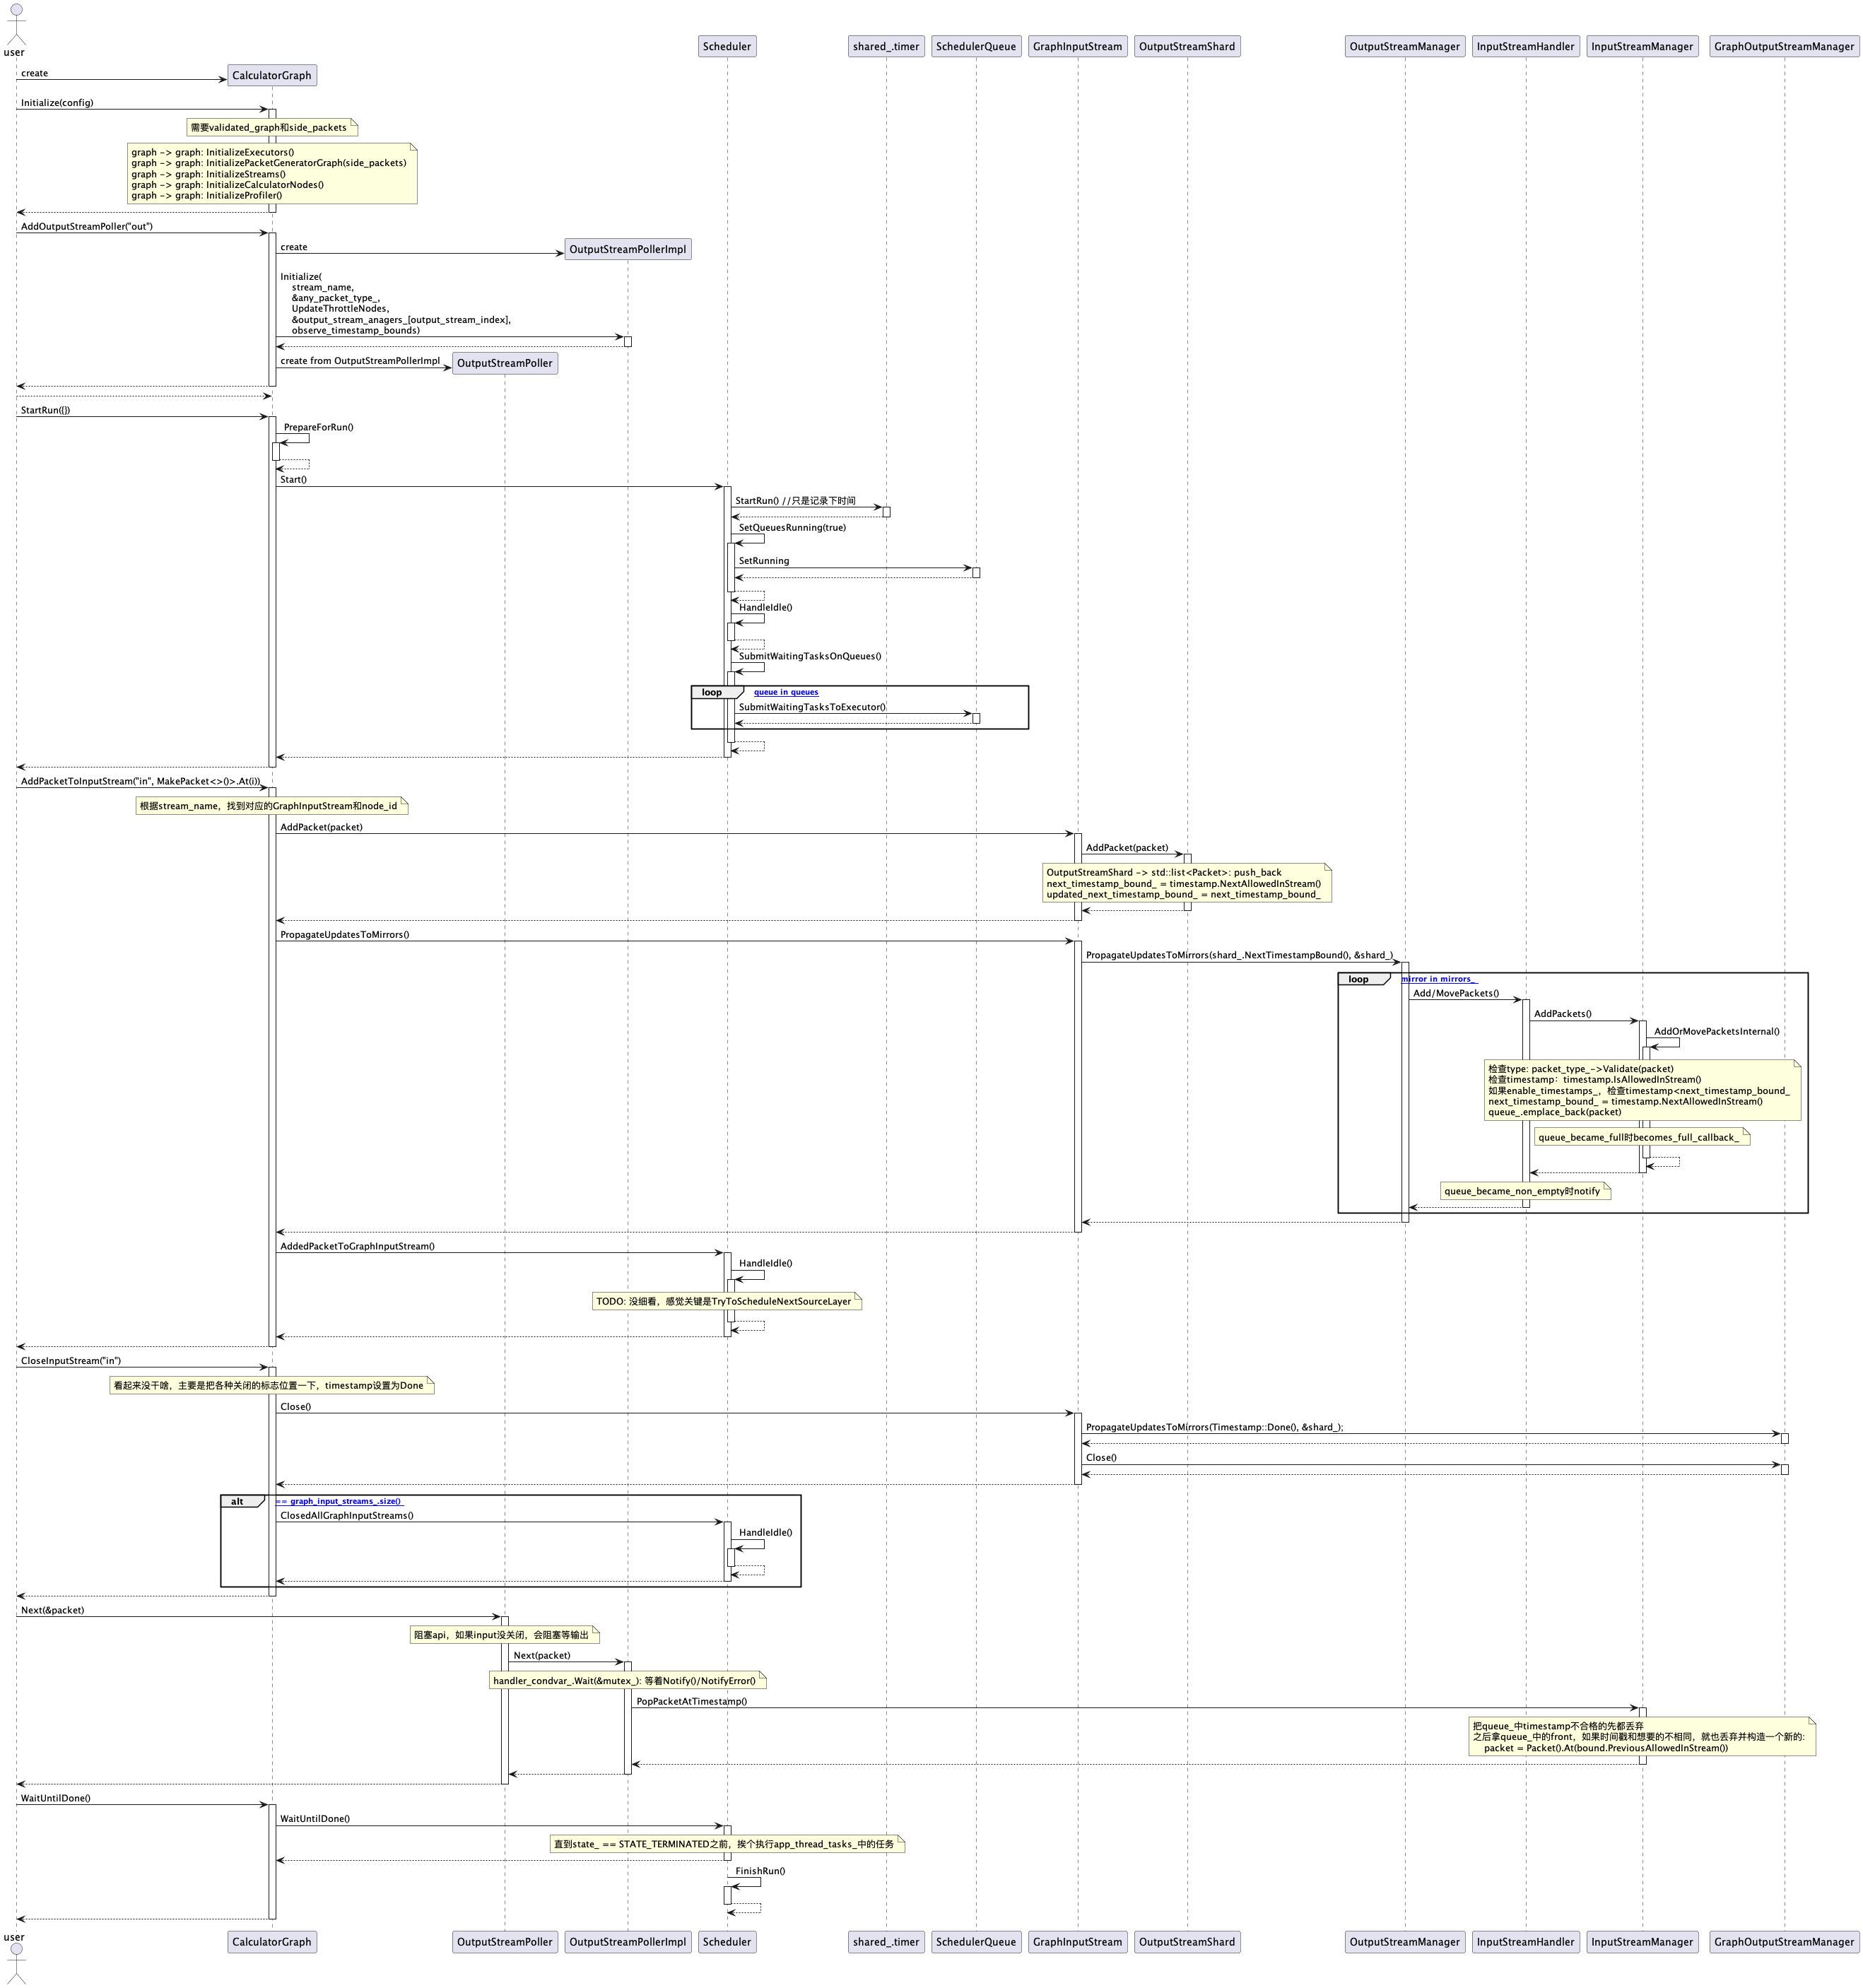 user
Scheduler
shared_.timer
SchedulerQueue
GraphInputStream
OutputStreamShard
OutputStreamManager
InputStreamHandler
InputStreamManager
GraphOutputStreamManager
create
CalculatorGraph
Initialize(config)
需要validated_graph和side_packets
graph -> graph: InitializeExecutors()
graph -> graph: InitializePacketGeneratorGraph(side_packets)
graph -> graph: InitializeStreams()
graph -> graph: InitializeCalculatorNodes()
graph -> graph: InitializeProfiler()
AddOutputStreamPoller("out")
create
OutputStreamPollerImpl
Initialize(
stream_name,
&any_packet_type_,
UpdateThrottleNodes,
&output_stream_anagers_[output_stream_index],
observe_timestamp_bounds)
create from OutputStreamPollerImpl
OutputStreamPoller
StartRun({})
PrepareForRun()
Start()
StartRun() //只是记录下时间
SetQueuesRunning(true)
SetRunning
HandleIdle()
SubmitWaitingTasksOnQueues()
loop
queue in queues
SubmitWaitingTasksToExecutor()
AddPacketToInputStream("in", MakePacket<>()>.At(i))
根据stream_name，找到对应的GraphInputStream和node_id
AddPacket(packet)
AddPacket(packet)
OutputStreamShard -> std::list<Packet>: push_back
next_timestamp_bound_ = timestamp.NextAllowedInStream()
updated_next_timestamp_bound_ = next_timestamp_bound_
PropagateUpdatesToMirrors()
PropagateUpdatesToMirrors(shard_.NextTimestampBound(), &shard_)
loop
mirror in mirrors_
Add/MovePackets()
AddPackets()
AddOrMovePacketsInternal()
检查type: packet_type_->Validate(packet)
检查timestamp：timestamp.IsAllowedInStream()
如果enable_timestamps_，检查timestamp<next_timestamp_bound_
next_timestamp_bound_ = timestamp.NextAllowedInStream()
queue_.emplace_back(packet)
queue_became_full时becomes_full_callback_
queue_became_non_empty时notify
AddedPacketToGraphInputStream()
HandleIdle()
TODO: 没细看，感觉关键是TryToScheduleNextSourceLayer
CloseInputStream("in")
看起来没干啥，主要是把各种关闭的标志位置一下，timestamp设置为Done
Close()
PropagateUpdatesToMirrors(Timestamp::Done(), &shard_);
Close()
alt
== graph_input_streams_.size()
ClosedAllGraphInputStreams()
HandleIdle()
Next(&packet)
阻塞api，如果input没关闭，会阻塞等输出
Next(packet)
handler_condvar_.Wait(&mutex_): 等着Notify()/NotifyError()
PopPacketAtTimestamp()
把queue_中timestamp不合格的先都丢弃
之后拿queue_中的front，如果时间戳和想要的不相同，就也丢弃并构造一个新的:
packet = Packet().At(bound.PreviousAllowedInStream())
WaitUntilDone()
WaitUntilDone()
直到state_ == STATE_TERMINATED之前，挨个执行app_thread_tasks_中的任务
FinishRun()
user
CalculatorGraph
OutputStreamPoller
OutputStreamPollerImpl
Scheduler
shared_.timer
SchedulerQueue
GraphInputStream
OutputStreamShard
OutputStreamManager
InputStreamHandler
InputStreamManager
GraphOutputStreamManager